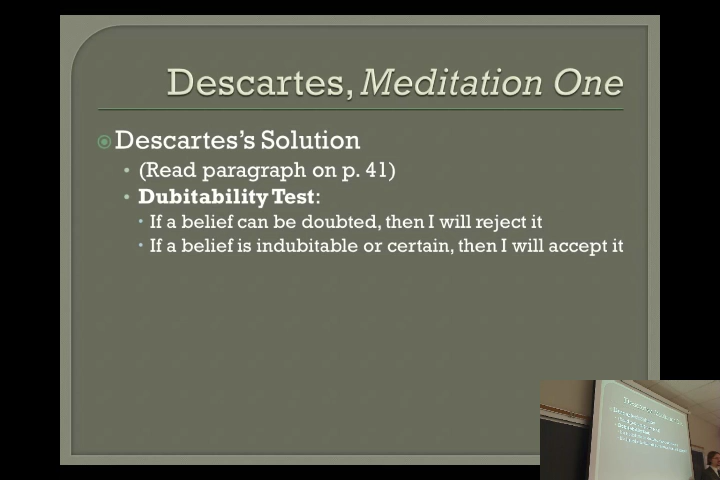 Descartes, Meditation One
Descartes's Solution
(Read paragraph on p. 41)
Dubitability Test:
If a belief can be doubted, then I will reject it
If a belief is indubitable or certain, then I will accept it